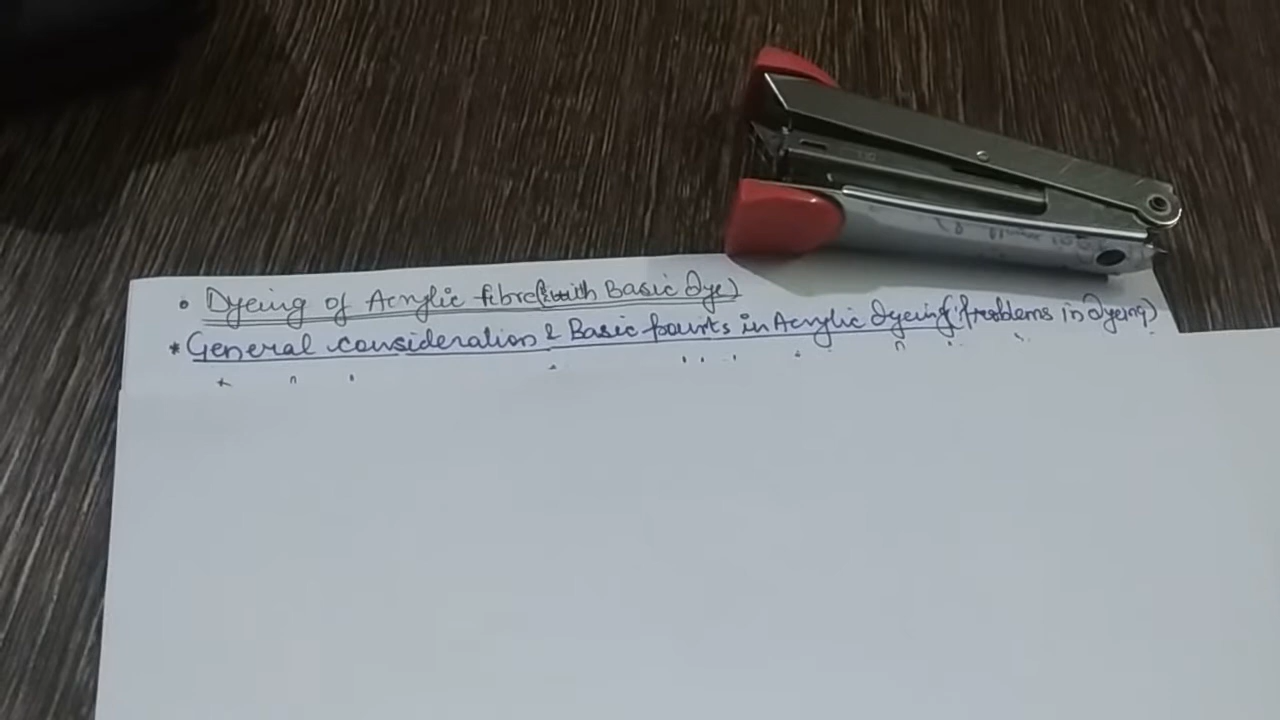 • Dyeing of Acrylic fibre (with Basic Dye)
* General consideration & Basic points in Acrylic dyeing (Problems in Dyeing)